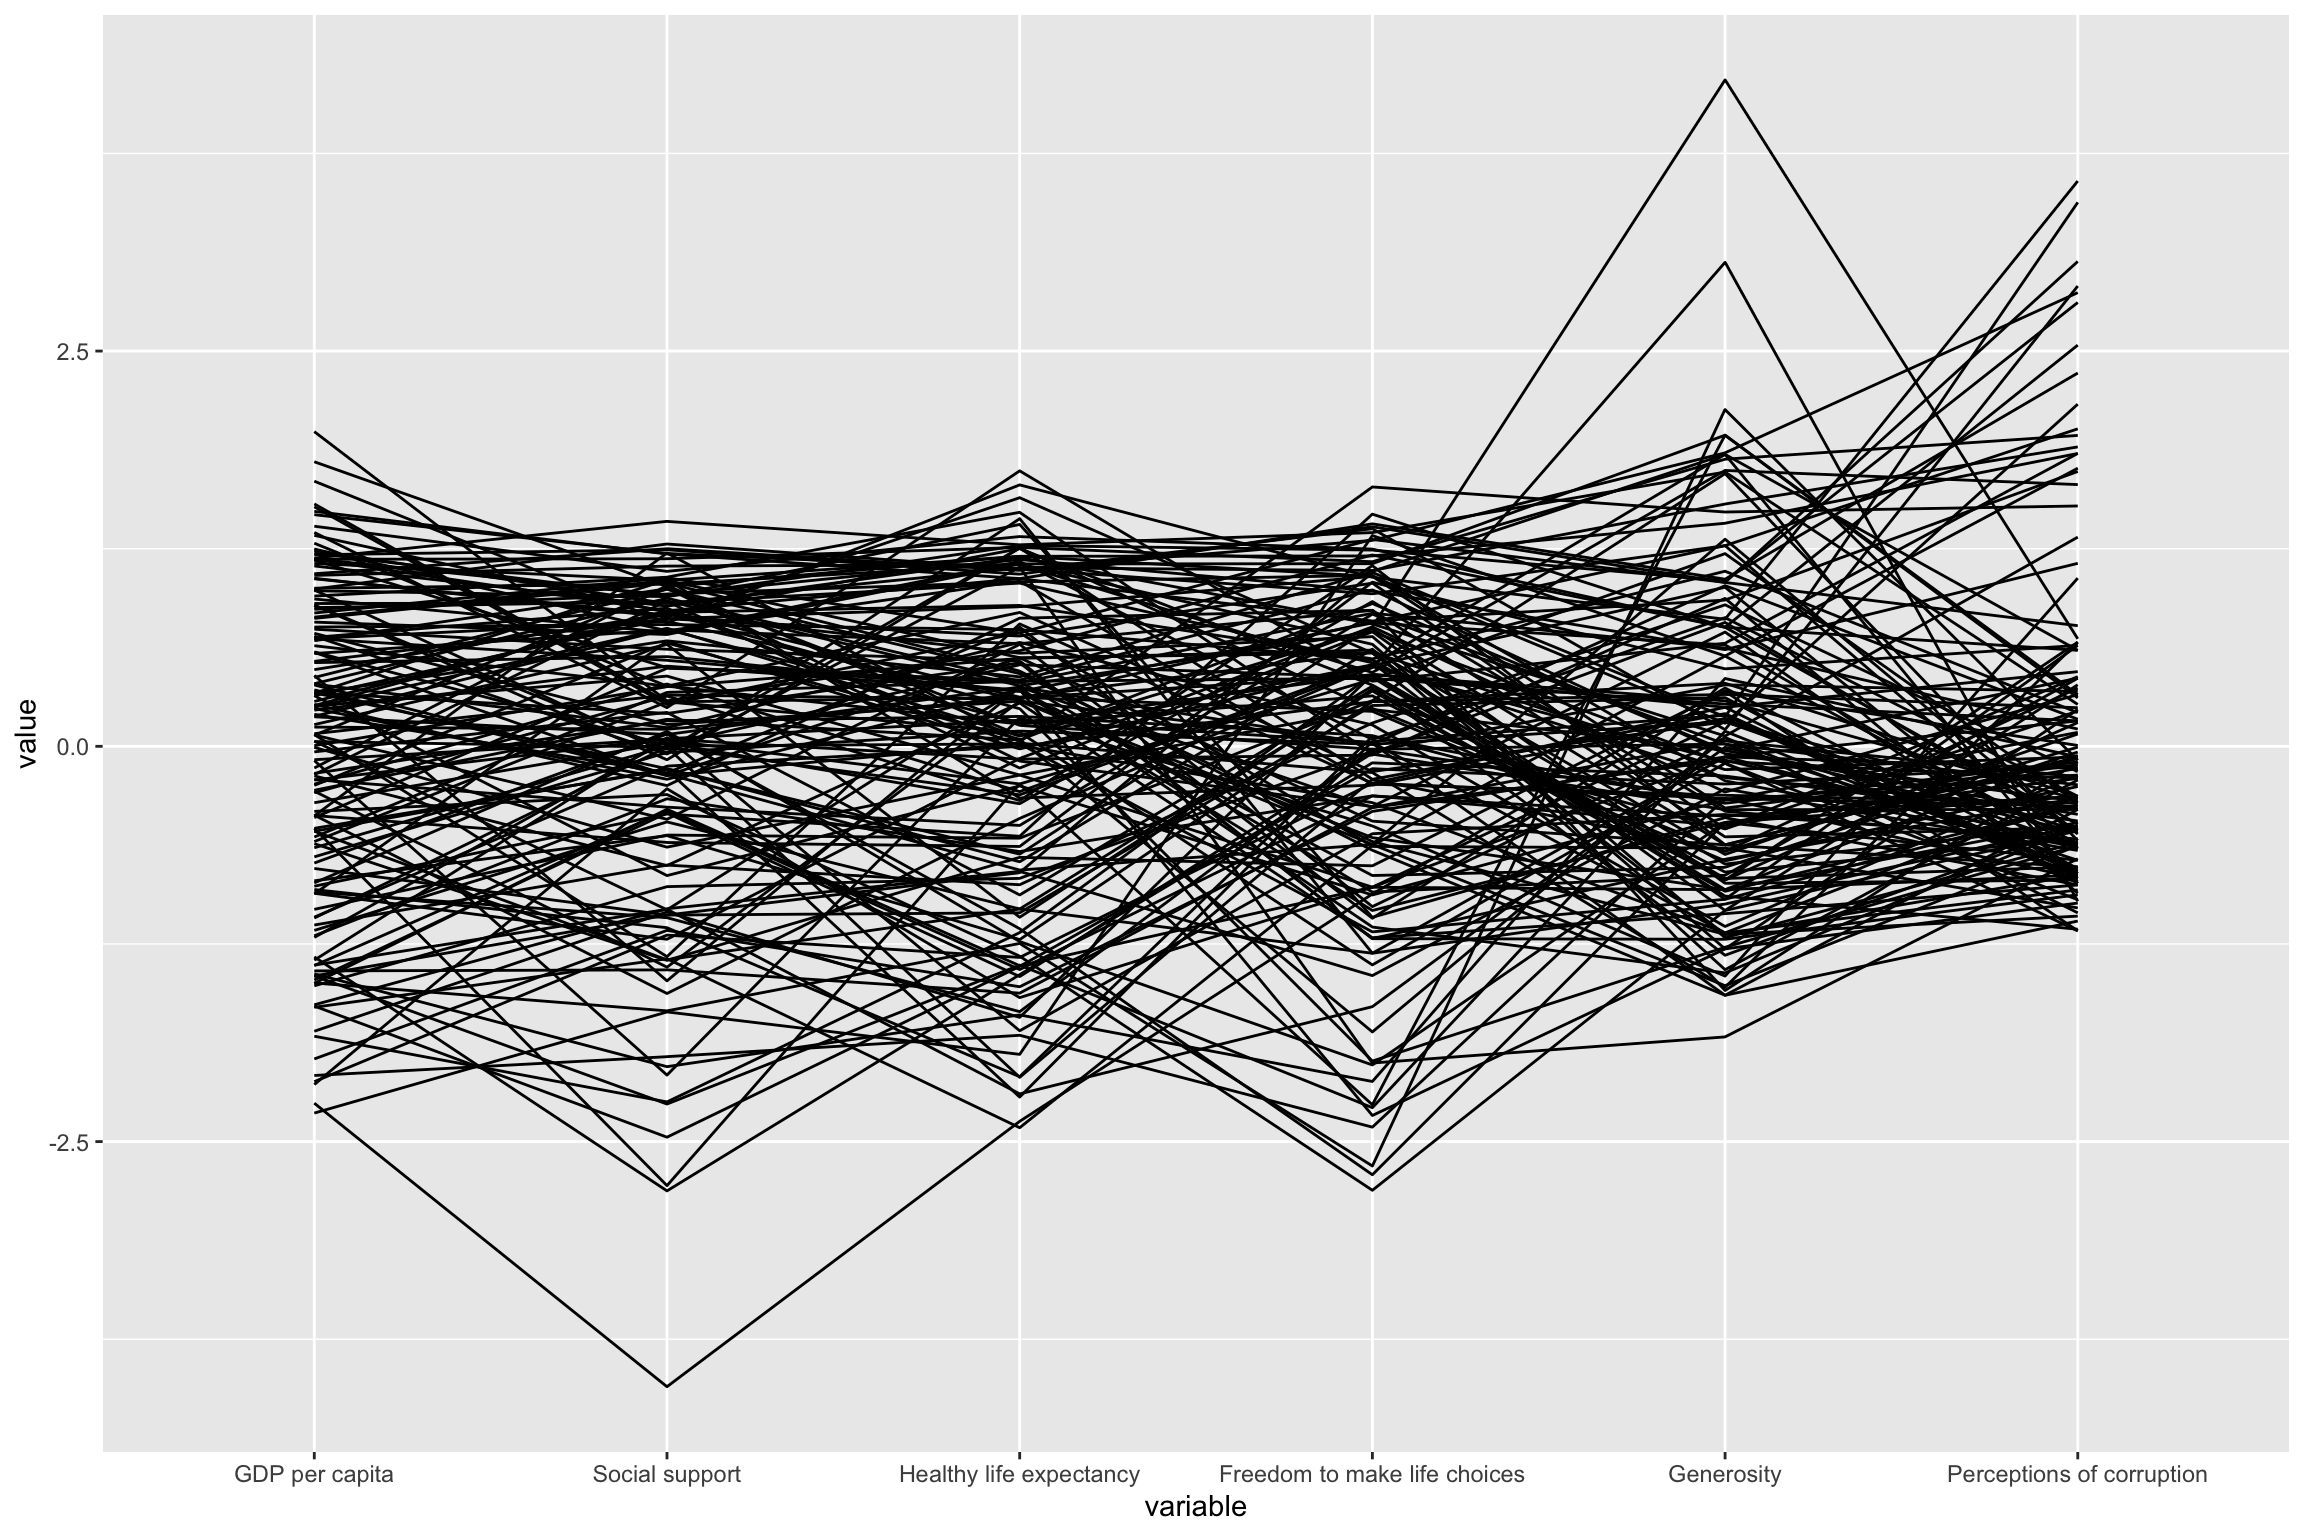 2.5
0.0
-2.5
value
GDP per capita
Social support
Healthy life expectancy
Freedom to make life choices
Generosity
Perceptions of corruption
variable